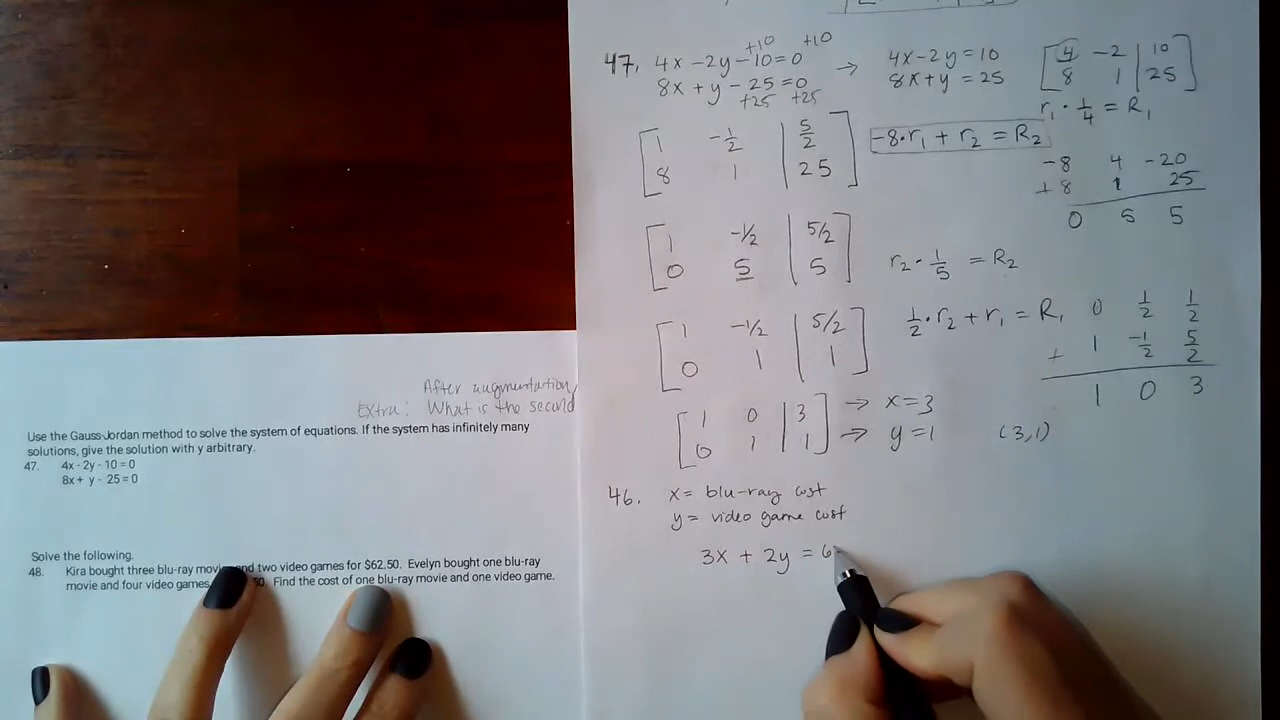 47. 4x - 2y - 10 = 0 → 4x - 2y = 10 [4 -2 | 10
+10 +10
8x + y - 25 = 0 8x + y = 25 8 1 | 25]
+25 +25
r₁ · 1/4 = R₁
[1 -1/2 | 5/2
8 1 | 25]
-8·r₁ + r₂ = R₂
-8 4 -20
+8 1 25
0 5 5
[1 -1/2 | 5/2
0 5 | 5]
r₂ · 1/5 = R₂
[1 -1/2 | 5/2
0 1 | 1]
1/2 · r₂ + r₁ = R₁
0 1/2 1/2
+ 1 -1/2 5/2
1 0 3
[1 0 | 3 → x = 3
0 1 | 1] → y = 1 (3,1)
46. x = blu-ray cost
y = video game cost
3x + 2y = 6
After augmentation,
Extra: What is the second
Use the Gauss-Jordan method to solve the system of equations. If the system has infinitely many
solutions, give the solution with y arbitrary.
47. 4x - 2y - 10 = 0
8x + y - 25 = 0
Solve the following.
48. Kira bought three blu-ray and two video games for $62.50. Evelyn bought one blu-ray
movie and four video games 50. Find the cost of one blu-ray movie and one video game.